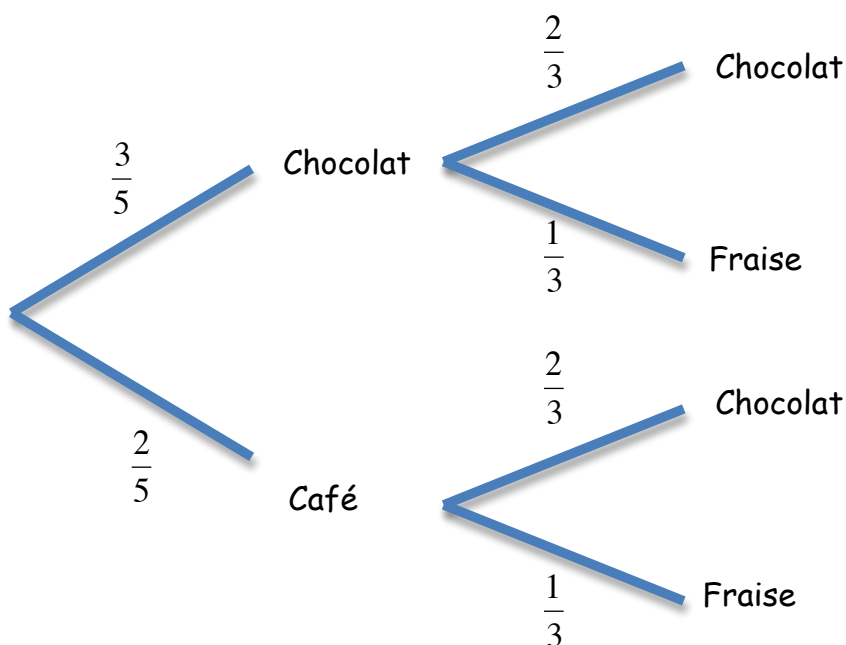 2/3
Chocolat
3/5
Chocolat
1/3
Fraise
2/3
Chocolat
2/5
Café
1/3
Fraise